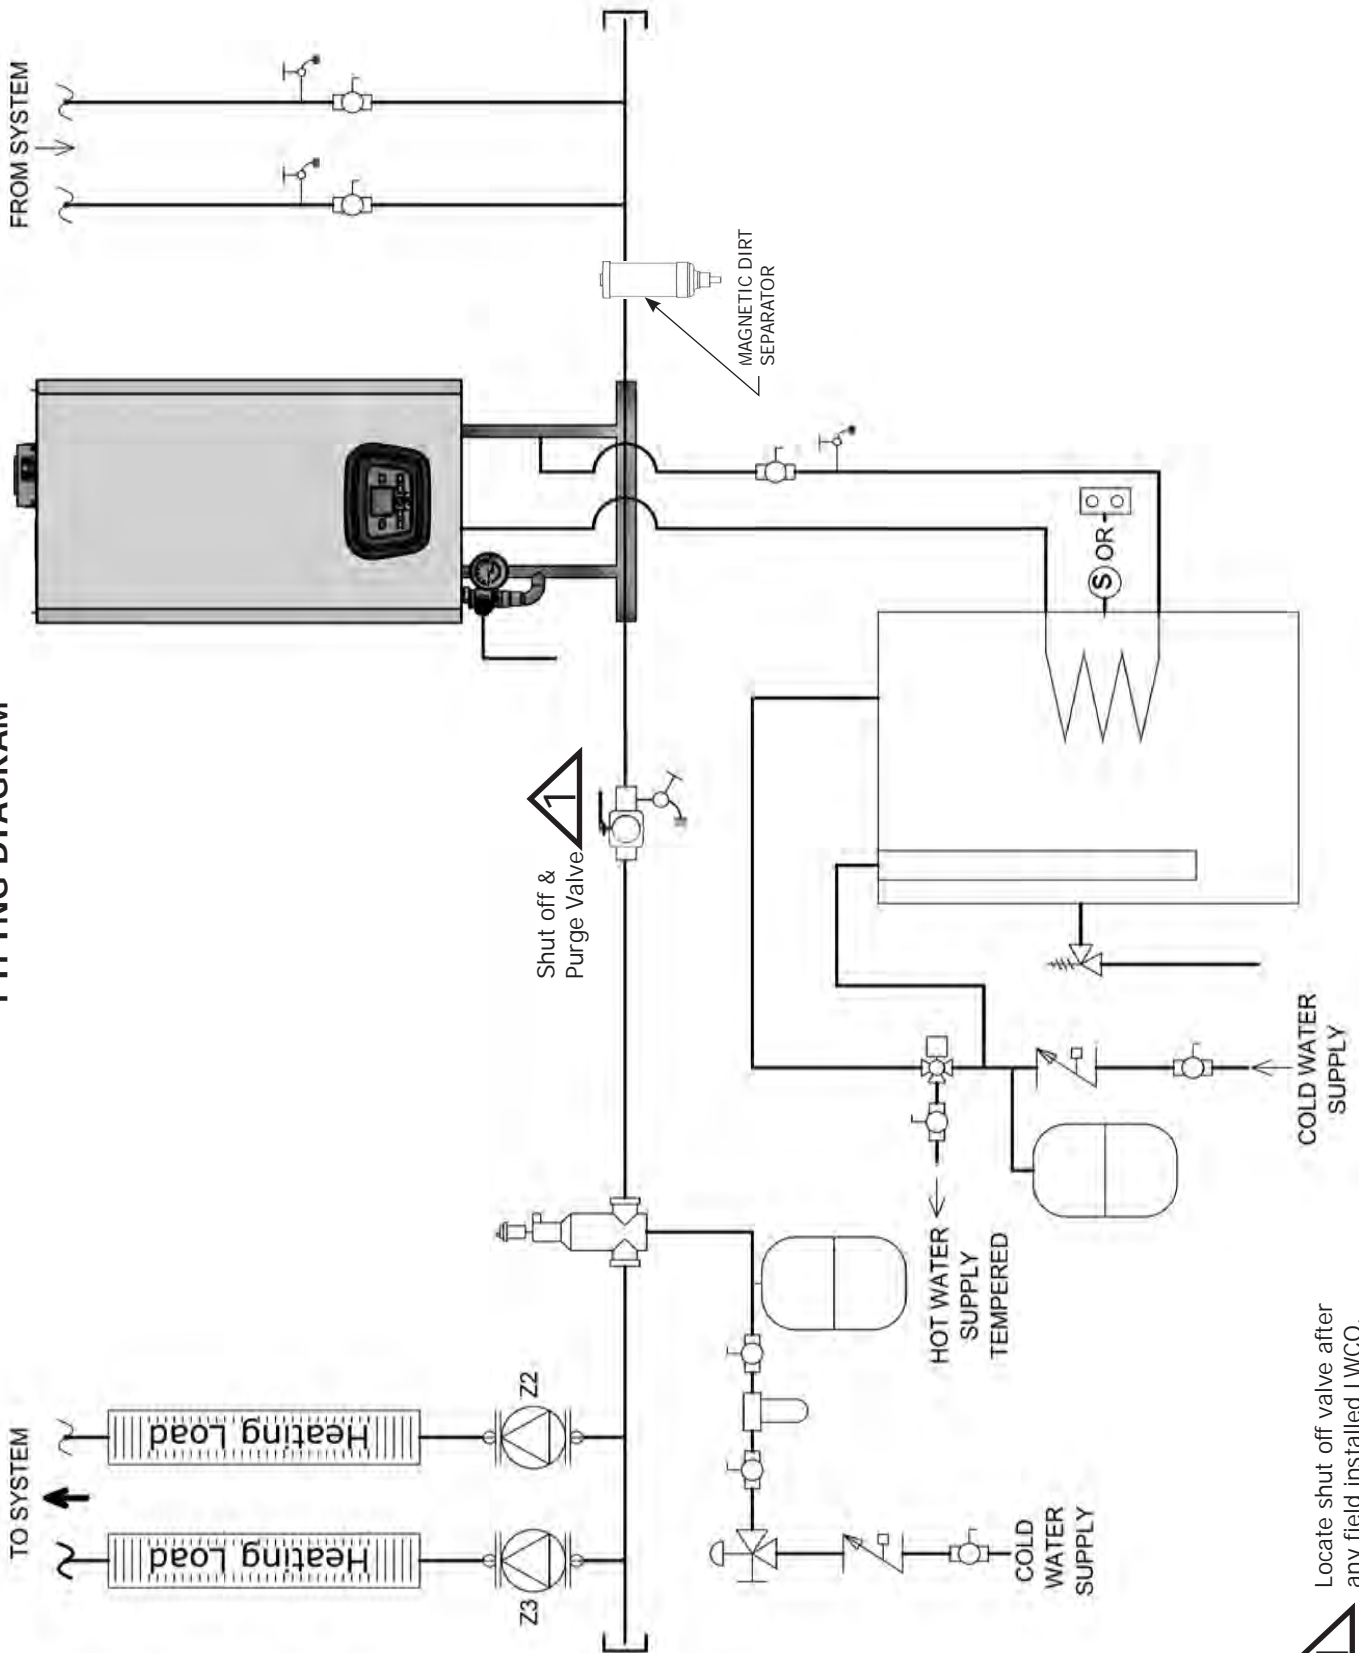 PIPING DIAGRAM
FROM SYSTEM
MAGNETIC DIRT
SEPARATOR
OR
S
Shut off &
Purge Valve
1
TO SYSTEM
Heating Load
Heating Load
Z2
Z3
HOT WATER
SUPPLY
TEMPERED
COLD WATER
SUPPLY
COLD
WATER
SUPPLY
Locate shut off valve after
any field installed LWCO.